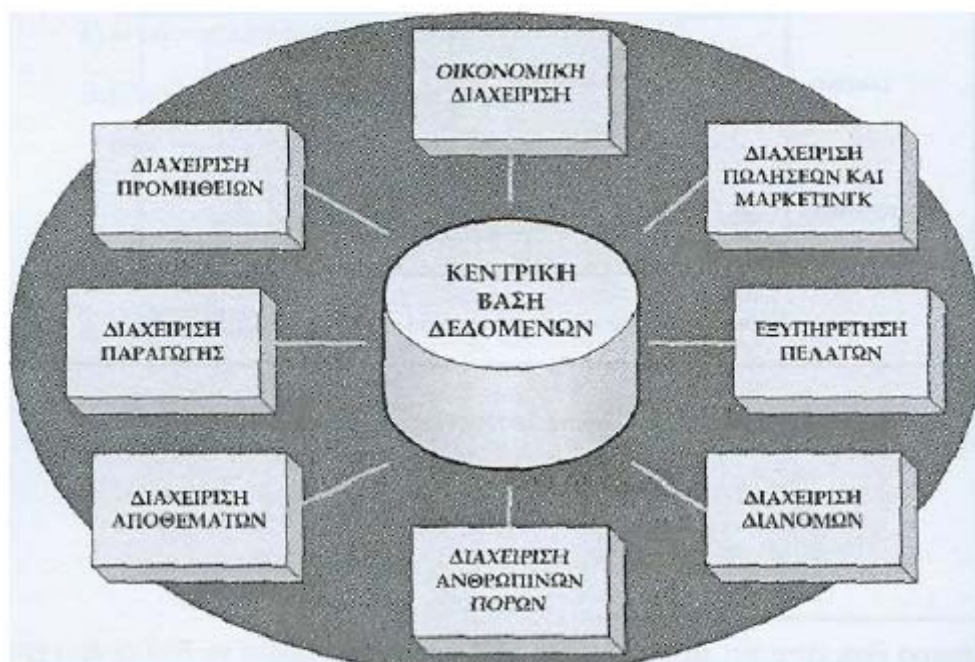 ΟΙΚΟΝΟΜΙΚΗ
ΔΙΑΧΕΙΡΙΣΗ
ΔΙΑΧΕΙΡΙΣΗ
ΠΡΟΜΗΘΕΙΩΝ
ΔΙΑΧΕΙΡΙΣΗ
ΠΩΛΗΣΕΩΝ ΚΑΙ
ΜΑΡΚΕΤΙΝΓΚ
ΚΕΝΤΡΙΚΗ
ΒΑΣΗ
ΔΕΔΟΜΕΝΩΝ
ΔΙΑΧΕΙΡΙΣΗ
ΠΑΡΑΓΩΓΗΣ
ΕΞΥΠΗΡΕΤΗΣΗ
ΠΕΛΑΤΩΝ
ΔΙΑΧΕΙΡΙΣΗ
ΑΠΟΘΕΜΑΤΩΝ
ΔΙΑΧΕΙΡΙΣΗ
ΔΙΑΝΟΜΩΝ
ΔΙΑΧΕΙΡΙΣΗ
ΑΝΘΡΩΠΙΝΩΝ
ΠΟΡΩΝ